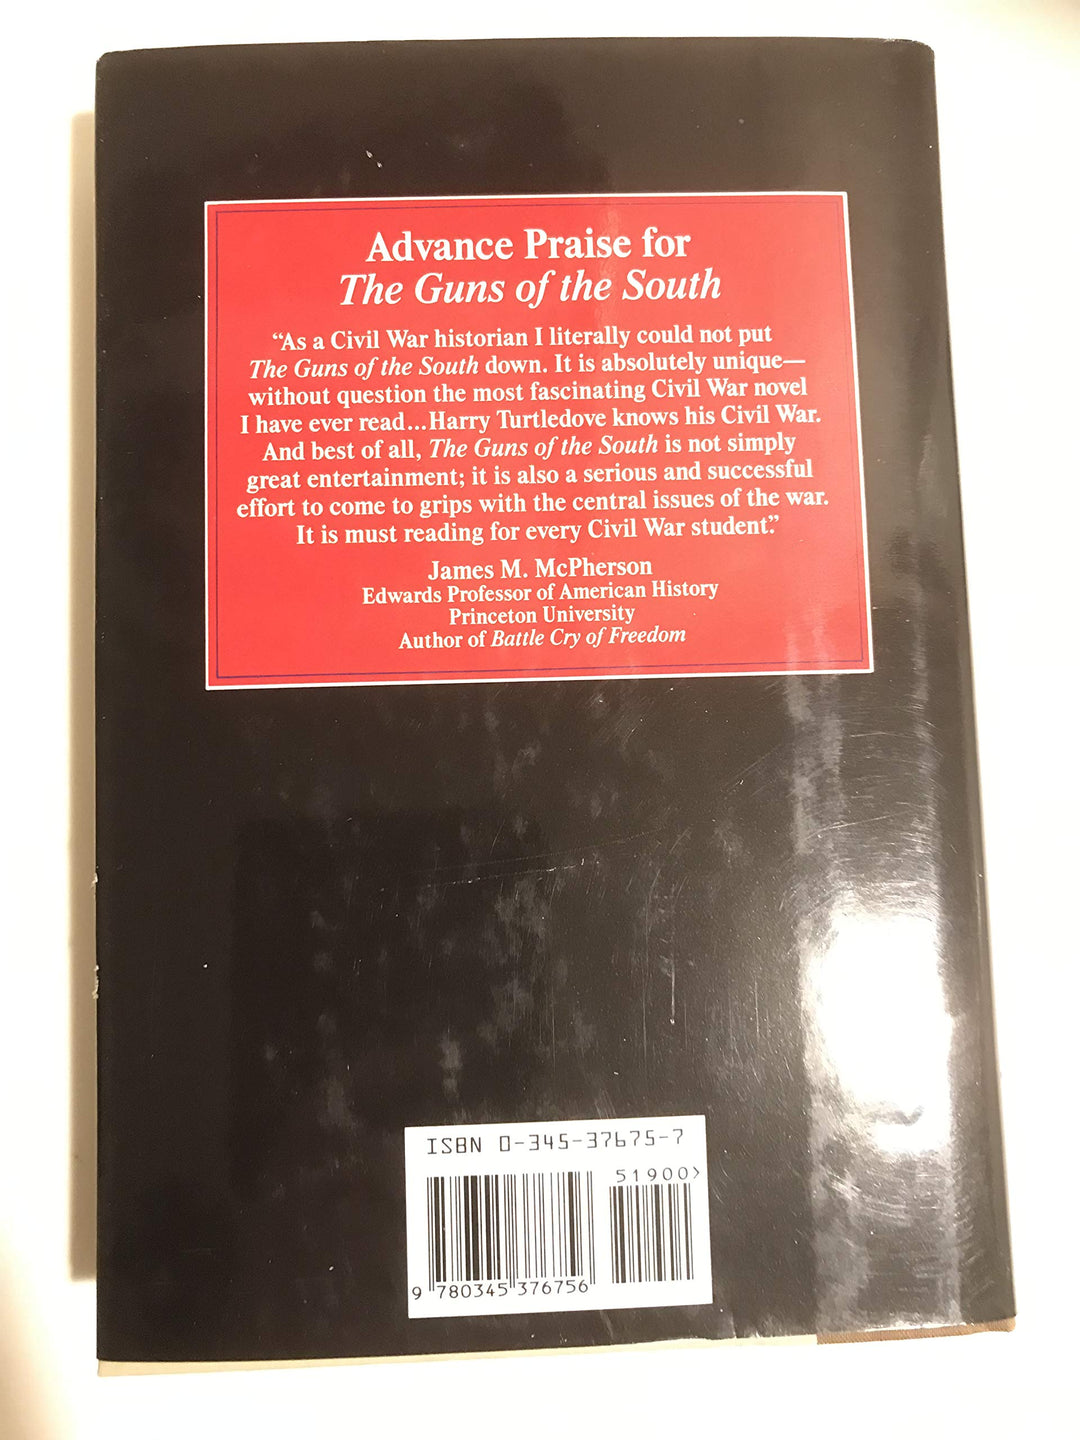 Advance Praise for
The Guns of the South
“As a Civil War historian I literally could not put
The Guns of the South down. It is absolutely unique—
without question the most fascinating Civil War novel
I have ever read...Harry Turtledove knows his Civil War.
And best of all, The Guns of the South is not simply
great entertainment; it is also a serious and successful
effort to come to grips with the central issues of the war.
It is must reading for every Civil War student.”
James M. McPherson
Edwards Professor of American History
Princeton University
Author of Battle Cry of Freedom
ISBN 0-345-37675-7
51900>
9 780345 376756